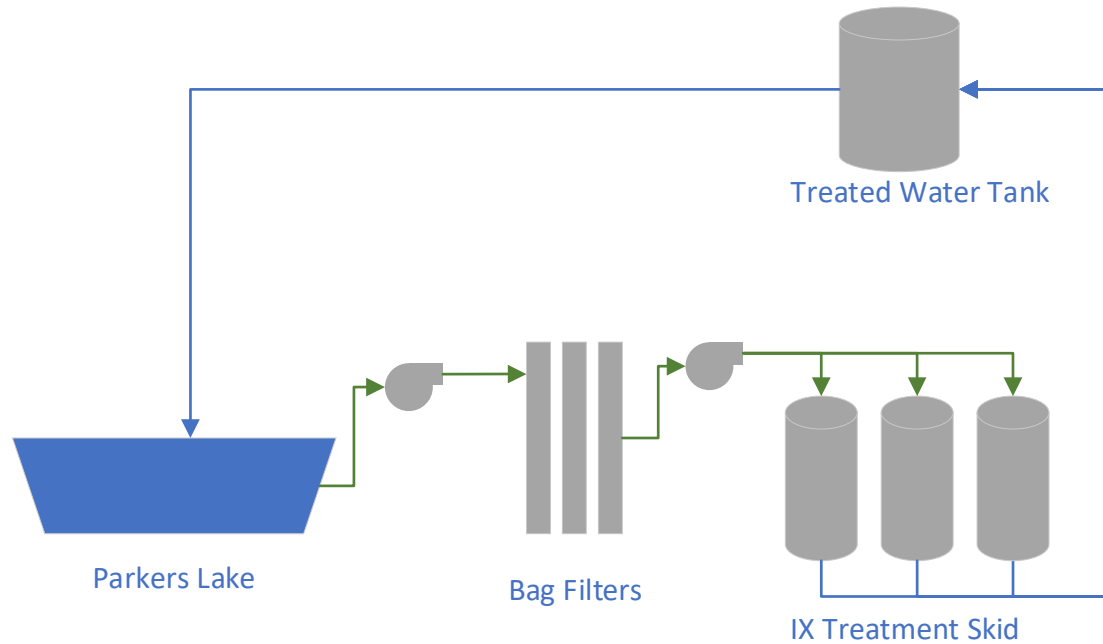 Treated Water Tank
Parkers Lake
Bag Filters
IX Treatment Skid